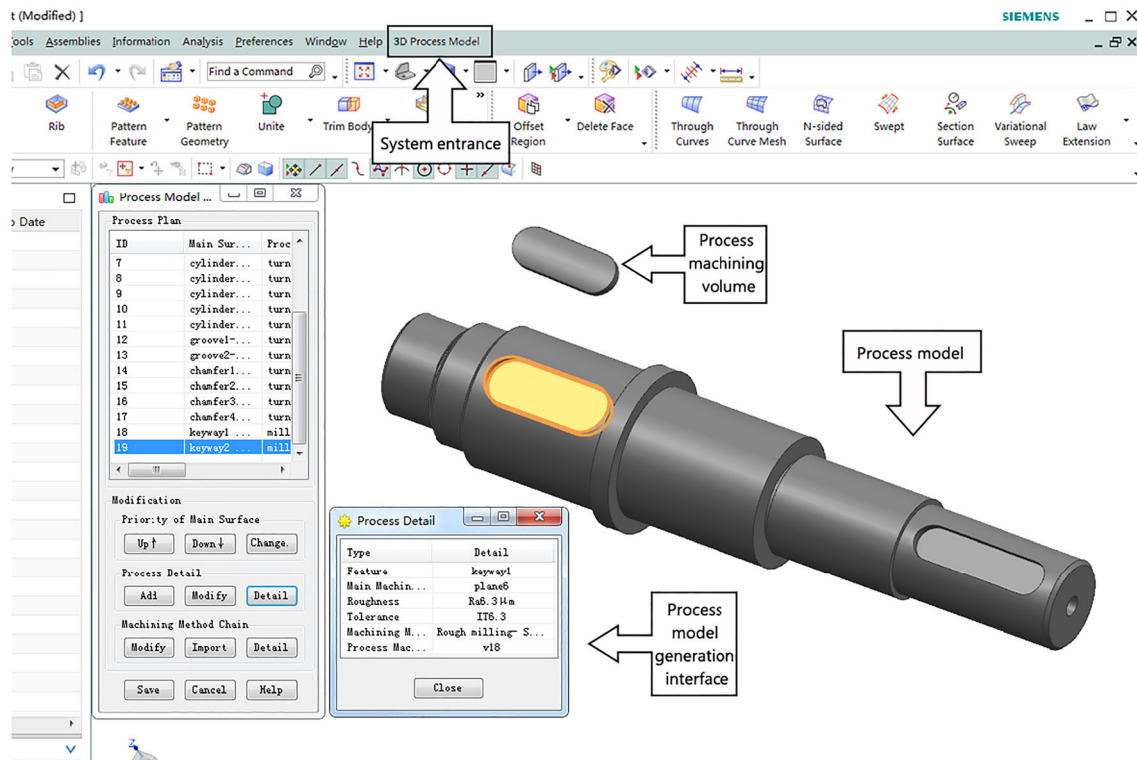 t (Modified) ]
SIEMENS
ools Assemblies Information Analysis Preferences Window Help 3D Process Model
Find a Command
Rib
Pattern Feature
Pattern Geometry
Unite
Trim Body
Offset Region
Delete Face
Through Curves
Through Curve Mesh
N-sided Surface
Swept
Section Surface
Variational Sweep
Law Extension
System entrance
Date
Process Model ...
Process Plan
ID Main Sur... Proc
7 cylinder... turn
8 cylinder... turn
9 cylinder... turn
10 cylinder... turn
11 cylinder... turn
12 groove1-... turn
13 groove2-... turn
14 chamfer1... turn
15 chamfer2... turn
16 chamfer3... turn
17 chamfer4... turn
18 keyway1 ... mill
19 keyway2 ... mill
Modification
Priority of Main Surface
Up↑ Down↓ Change.
Process Detail
Add Modify Detail
Machining Method Chain
Modify Import Detail
Save Cancel Help
Process Detail
Type Detail
Feature keyway1
Main Machin... plane6
Roughness Ra6.3μm
Tolerance IT6.3
Machining M... Rough milling- S...
Process Mac... v18
Close
Process
machining
volume
Process model
Process
model
generation
interface
Z